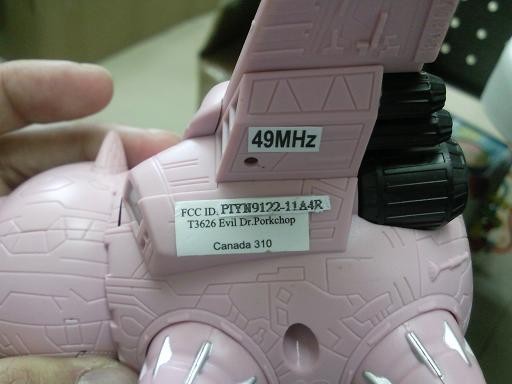 49MHz
FCC ID. PIYN9122-11A4R
T3626 Evil Dr.Porkchop
Canada 310